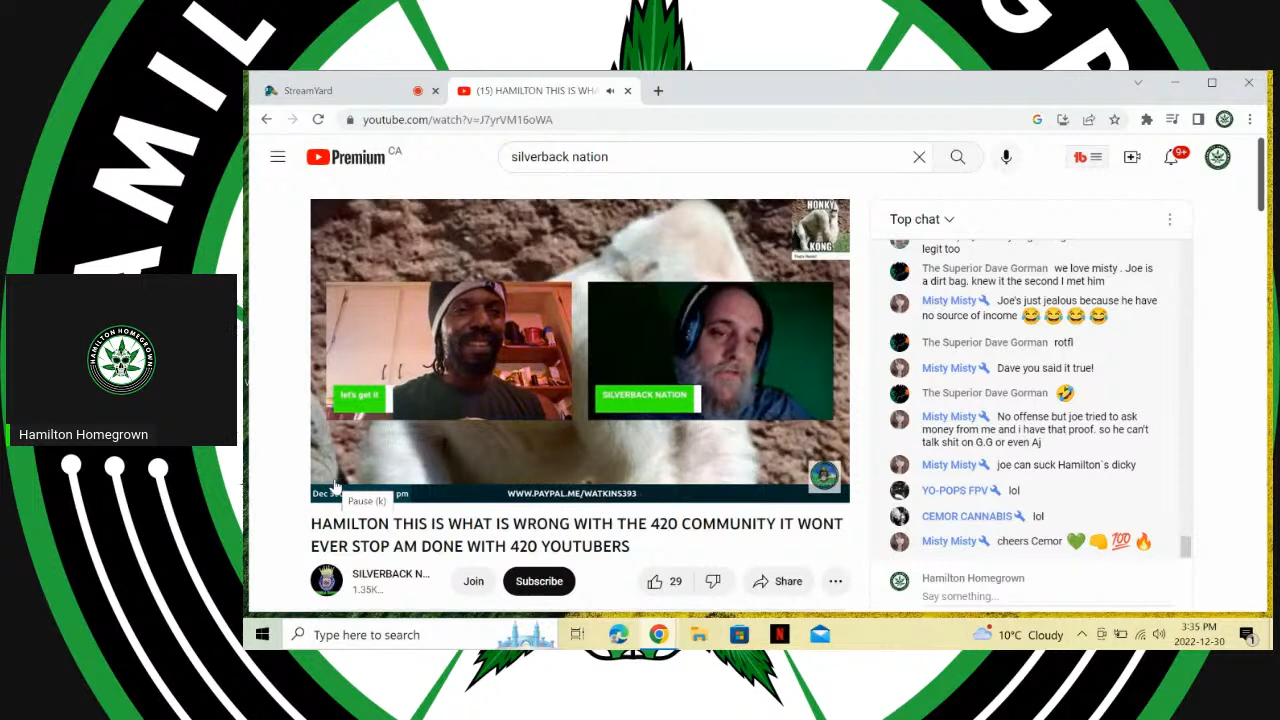 HAMILTON HOMEGROWN
Hamilton Homegrown
StreamYard
(15) HAMILTON THIS IS WHA
youtube.com/watch?v=J7yrVM16oWA
Premium CA
silverback nation
9+
HONKY
KONG
let's get it
SILVERBACK NATION
Dec 3
pm
WWW.PAYPAL.ME/WATKINS393
Pause (k)
HAMILTON THIS IS WHAT IS WRONG WITH THE 420 COMMUNITY IT WONT
EVER STOP AM DONE WITH 420 YOUTUBERS
SILVERBACK N...
1.35K...
Join
Subscribe
29
Share
Top chat
legit too
The Superior Dave Gorman we love misty . Joe is
a dirt bag. knew it the second I met him
Misty Misty Joe's just jealous because he have
no source of income 😂 😂 😂 😂
The Superior Dave Gorman rotfl
Misty Misty Dave you said it true!
The Superior Dave Gorman 🤣
Misty Misty No offense but joe tried to ask
money from me and i have that proof. so he can't
talk shit on G.G or even Aj
Misty Misty joe can suck Hamilton`s dicky
YO-POPS FPV lol
CEMOR CANNABIS lol
Misty Misty cheers Cemor 💚 👊 💯 🔥
Hamilton Homegrown
Say something...
Type here to search
10°C Cloudy
3:35 PM
2022-12-30